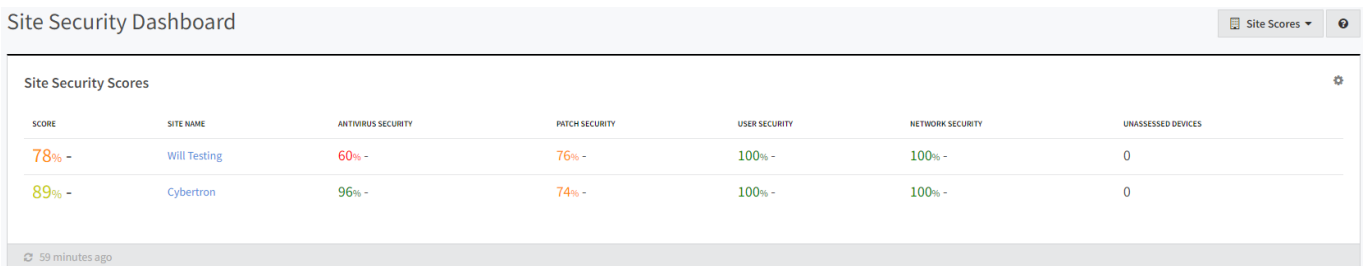 Site Security Dashboard
Site Scores
Site Security Scores
SCORE SITE NAME ANTIVIRUS SECURITY PATCH SECURITY USER SECURITY NETWORK SECURITY UNASSESSED DEVICES
78% - Will Testing 60% - 76% - 100% - 100% - 0
89% - Cybertron 96% - 74% - 100% - 100% - 0
59 minutes ago